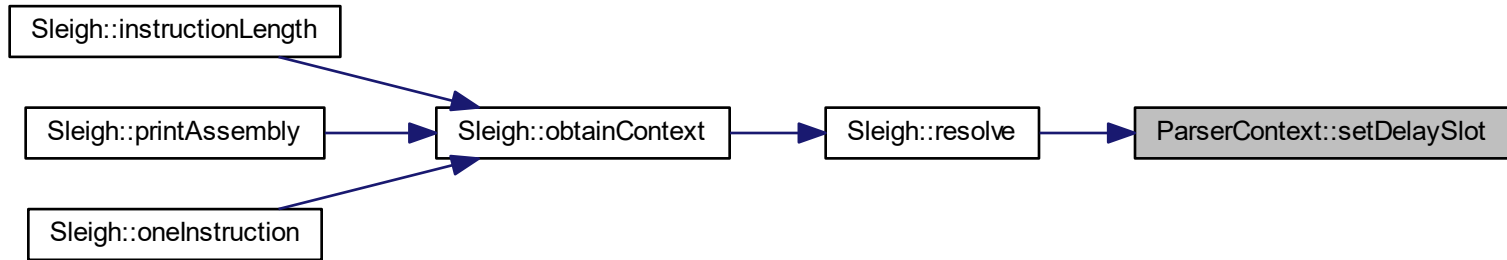 Sleigh::instructionLength
Sleigh::printAssembly
Sleigh::obtainContext
Sleigh::resolve
ParserContext::setDelaySlot
Sleigh::oneInstruction